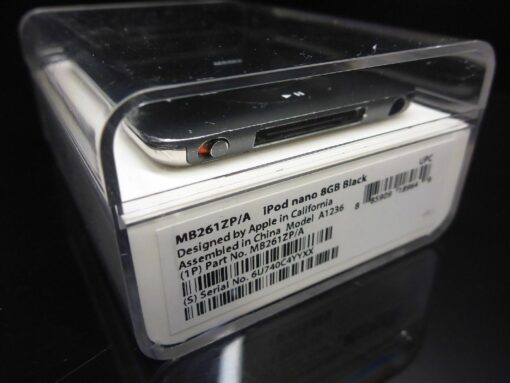 MB261ZP/A iPod nano 8GB Black
Designed by Apple in California
Assembled in China Model A1236
(1P) Part No. MB261ZP/A
(S) Serial No. 6U740C4YYXX
UPC